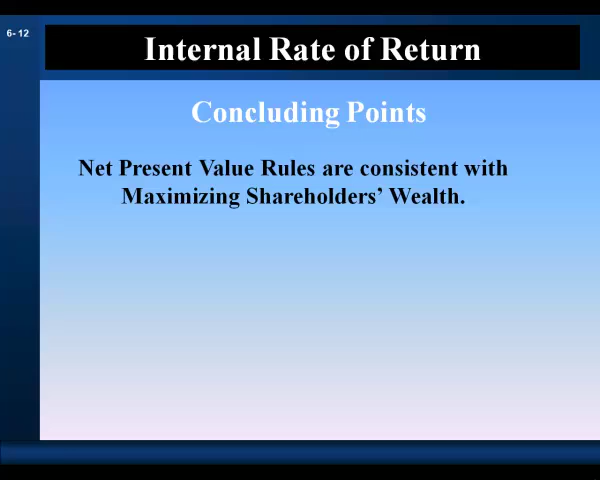 6- 12
Internal Rate of Return
Concluding Points
Net Present Value Rules are consistent with
Maximizing Shareholders’ Wealth.